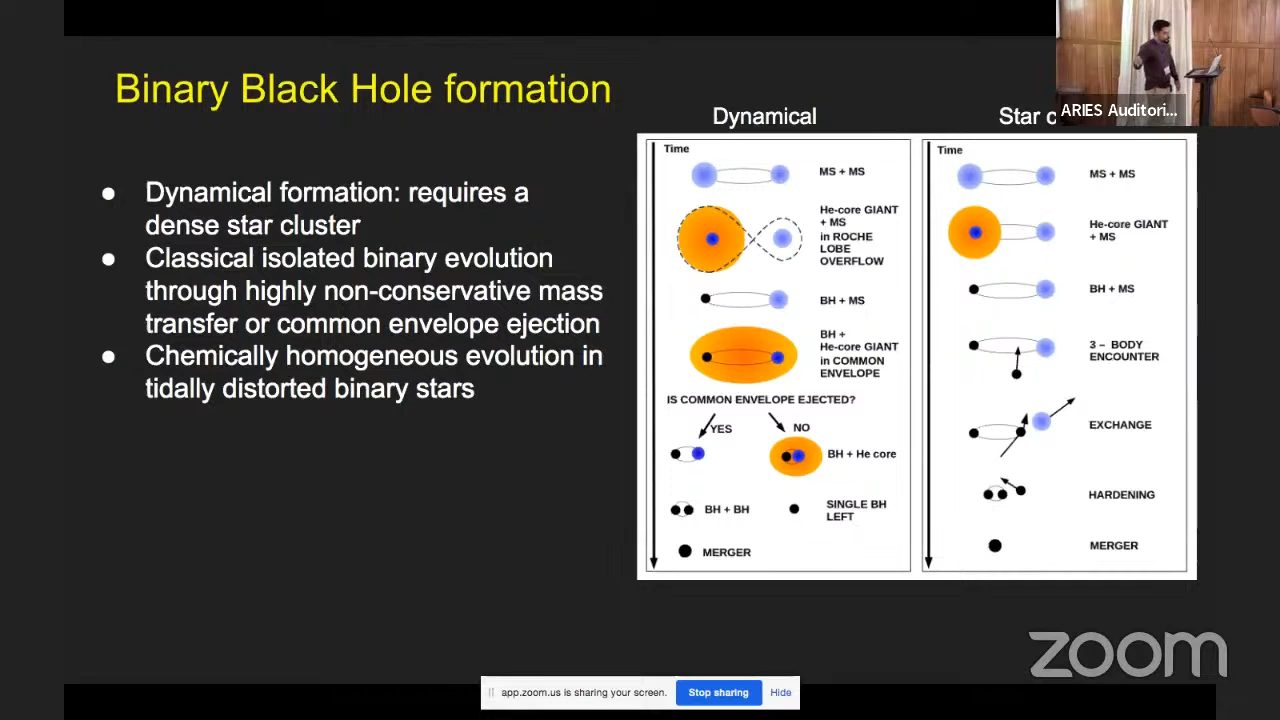 Binary Black Hole formation
ARIES Auditori...
Dynamical
Star c
● Dynamical formation: requires a
dense star cluster
● Classical isolated binary evolution
through highly non-conservative mass
transfer or common envelope ejection
● Chemically homogeneous evolution in
tidally distorted binary stars
Time
MS + MS
He-core GIANT
+ MS
in ROCHE
LOBE
OVERFLOW
BH + MS
BH +
He-core GIANT
in COMMON
ENVELOPE
IS COMMON ENVELOPE EJECTED?
YES
NO
BH + He core
BH + BH
SINGLE BH
LEFT
MERGER
Time
MS + MS
He-core GIANT
+ MS
BH + MS
3 – BODY
ENCOUNTER
EXCHANGE
HARDENING
MERGER
zoom
app.zoom.us is sharing your screen.
Stop sharing
Hide